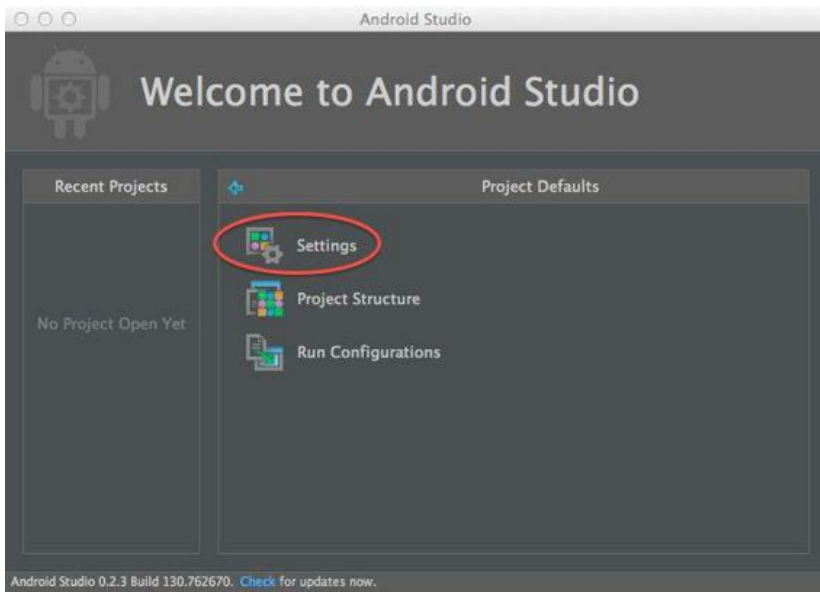 Android Studio
Welcome to Android Studio
Recent Projects
Project Defaults
Settings
Project Structure
No Project Open Yet
Run Configurations
Android Studio 0.2.3 Build 130.762670. Check for updates now.